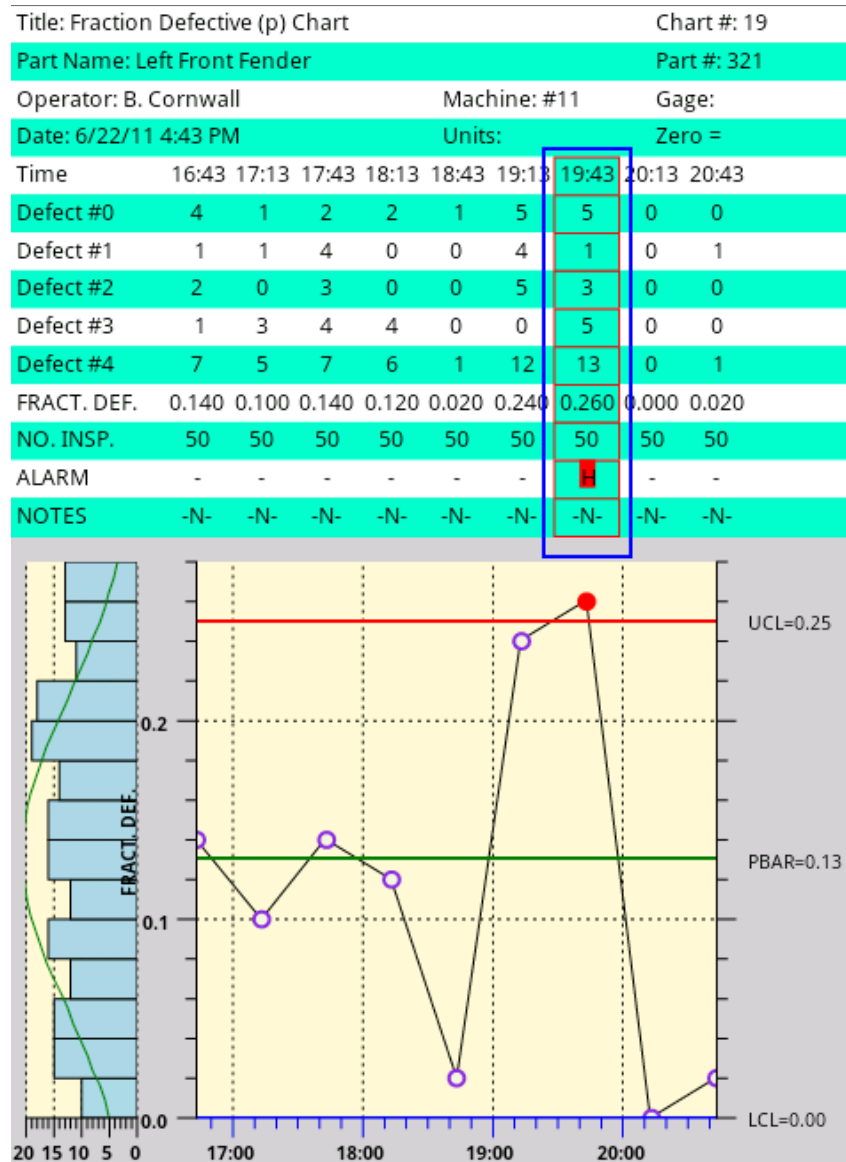 Title: Fraction Defective (p) Chart Chart #: 19
Part Name: Left Front Fender Part #: 321
Operator: B. Cornwall Machine: #11 Gage:
Date: 6/22/11 4:43 PM Units: Zero =
Time 16:43 17:13 17:43 18:13 18:43 19:13 19:43 20:13 20:43
Defect #0 4 1 2 2 1 5 5 0 0
Defect #1 1 1 4 0 0 4 1 0 1
Defect #2 2 0 3 0 0 5 3 0 0
Defect #3 1 3 4 4 0 0 5 0 0
Defect #4 7 5 7 6 1 12 13 0 1
FRACT. DEF. 0.140 0.100 0.140 0.120 0.020 0.240 0.260 0.000 0.020
NO. INSP. 50 50 50 50 50 50 50 50 50
ALARM - - - - - - H - -
NOTES -N- -N- -N- -N- -N- -N- -N- -N- -N-
UCL=0.25
0.2
FRACT. DEF.
PBAR=0.13
0.1
0.0
LCL=0.00
20 15 10 5 0 17:00 18:00 19:00 20:00